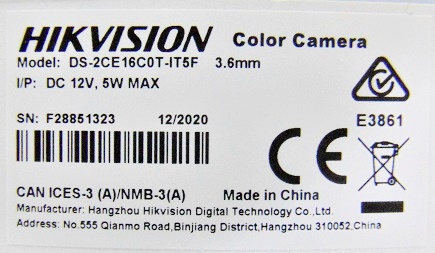 HIKVISION Color Camera
Model: DS-2CE16C0T-IT5F 3.6mm
I/P: DC 12V, 5W MAX
SN: F28851323 12/2020
CE E3861
CAN ICES-3 (A)/NMB-3(A) Made in China
Manufacturer: Hangzhou Hikvision Digital Technology Co.,Ltd.
Address: No.555 Qianmo Road,Binjiang District,Hangzhou 310052,China